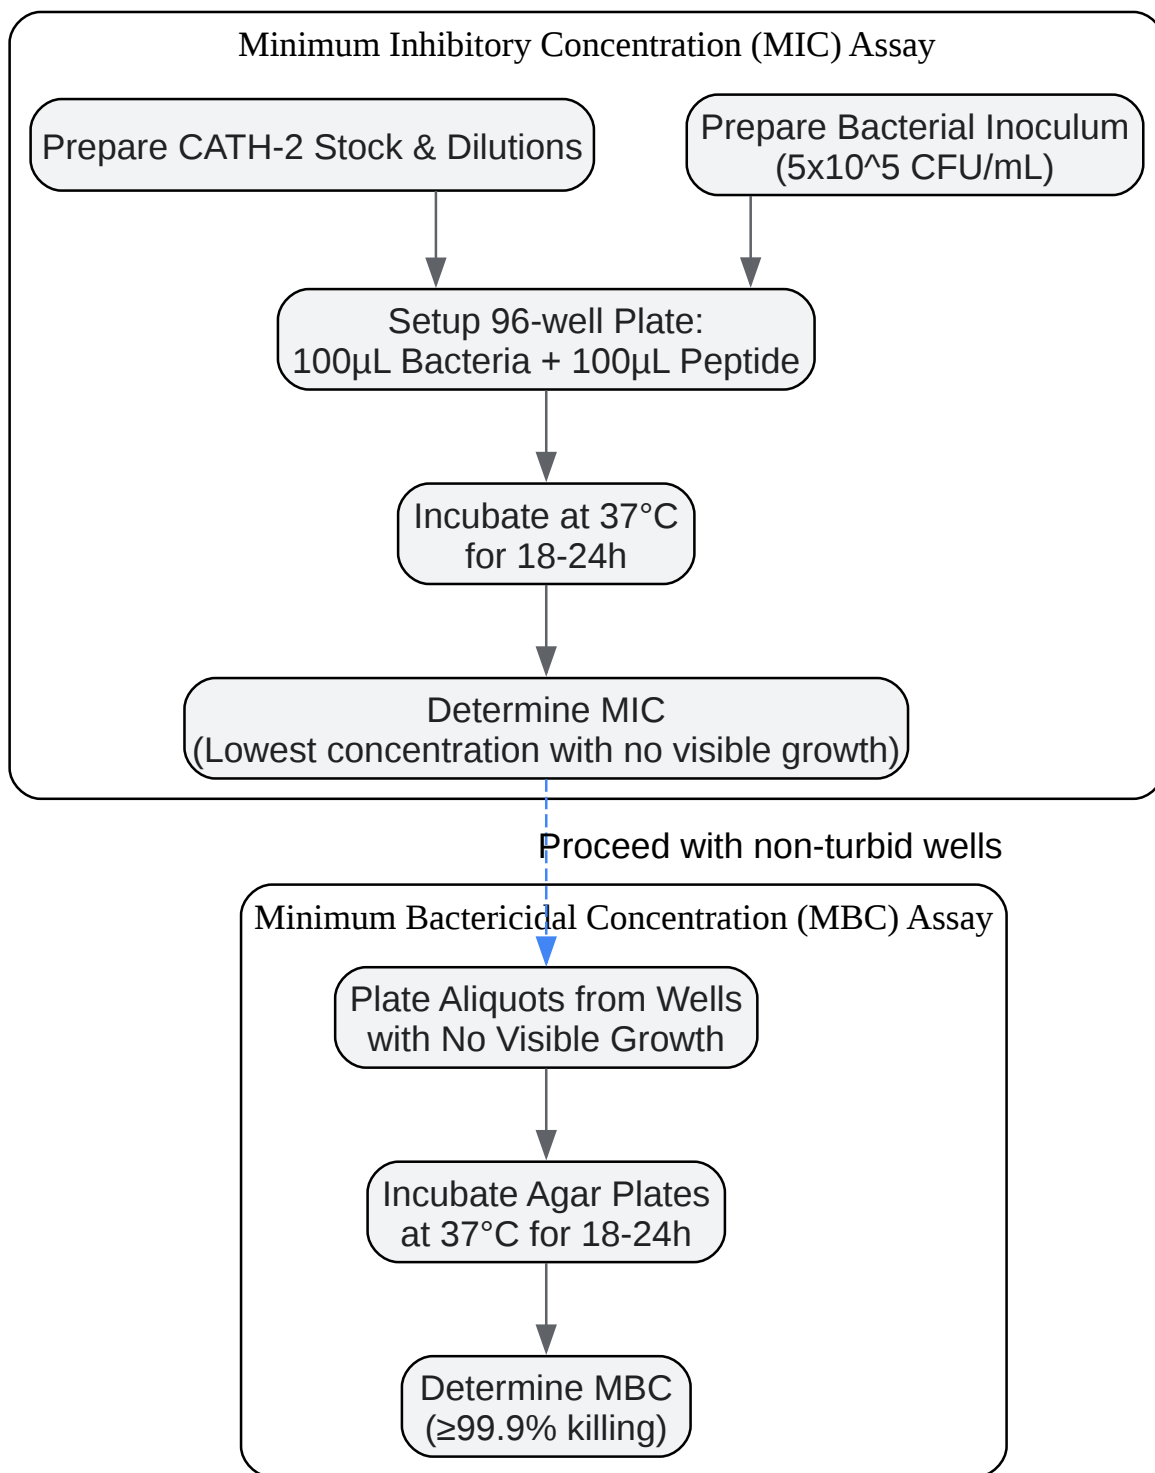 Minimum Inhibitory Concentration (MIC) Assay
Prepare CATH-2 Stock & Dilutions
Prepare Bacterial Inoculum
(5x10^5 CFU/mL)
Setup 96-well Plate:
100µL Bacteria + 100µL Peptide
Incubate at 37°C
for 18-24h
Determine MIC
(Lowest concentration with no visible growth)
Proceed with non-turbid wells
Minimum Bactericidal Concentration (MBC) Assay
Plate Aliquots from Wells
with No Visible Growth
Incubate Agar Plates
at 37°C for 18-24h
Determine MBC
(≥99.9% killing)